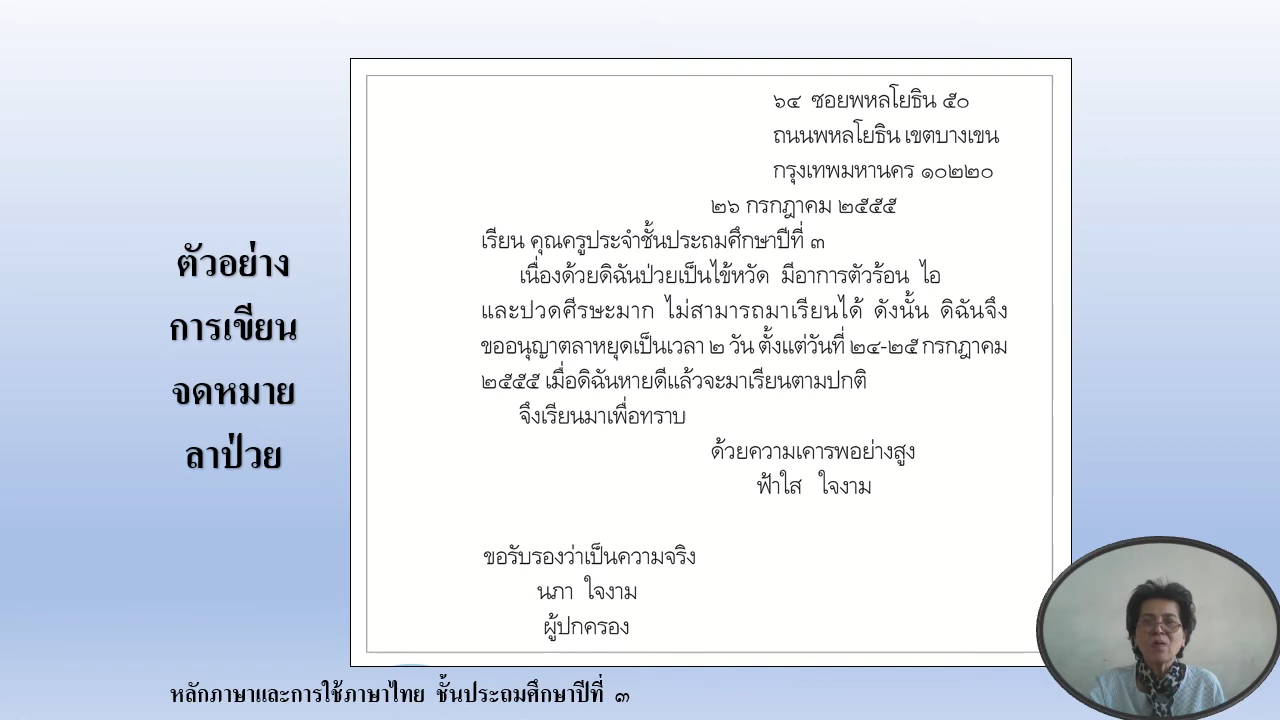 ๖๔ ซอยพหลโยธิน ๕๐
ถนนพหลโยธิน เขตบางเขน
กรุงเทพมหานคร ๑๐๒๒๐
๒๖ กรกฎาคม ๒๕๕๕
เรียน คุณครูประจำชั้นประถมศึกษาปีที่ ๓
เนื่องด้วยดิฉันป่วยเป็นไข้หวัด มีอาการตัวร้อน ไอ
และปวดศีรษะมาก ไม่สามารถมาเรียนได้ ดังนั้น ดิฉันจึง
ขออนุญาตลาหยุดเป็นเวลา ๒ วัน ตั้งแต่วันที่ ๒๔-๒๕ กรกฎาคม
๒๕๕๕ เมื่อดิฉันหายดีแล้วจะมาเรียนตามปกติ
จึงเรียนมาเพื่อทราบ
ด้วยความเคารพอย่างสูง
ฟ้าใส ใจงาม
ขอรับรองว่าเป็นความจริง
นภา ใจงาม
ผู้ปกครอง
ตัวอย่าง
การเขียน
จดหมาย
ลาป่วย
หลักภาษาและการใช้ภาษาไทย ชั้นประถมศึกษาปีที่ ๓